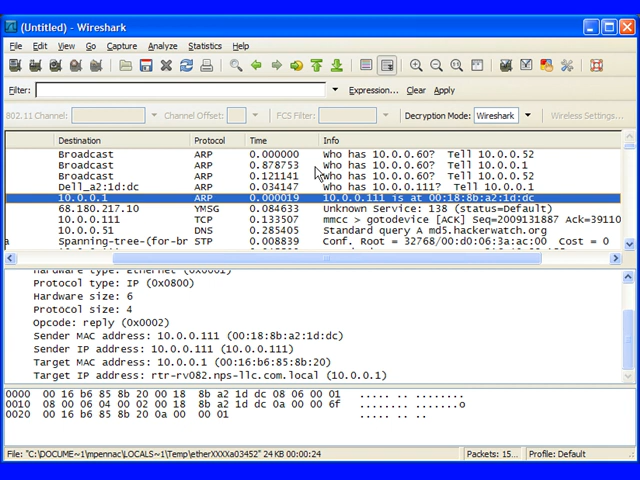 (Untitled) - Wireshark
File Edit View Go Capture Analyze Statistics Help
Filter: Expression... Clear Apply
802.11 Channel: Channel Offset: FCS Filter: Decryption Mode: Wireshark Wireless Settings...
Destination Protocol Time Info
Broadcast ARP 0.000000 Who has 10.0.0.60? Tell 10.0.0.52
Broadcast ARP 0.878753 Who has 10.0.0.60? Tell 10.0.0.52
Broadcast ARP 0.121141 Who has 10.0.0.60? Tell 10.0.0.52
Dell_a2:1d:dc ARP 0.034147 Who has 10.0.0.111? Tell 10.0.0.1
10.0.0.1 ARP 0.000019 10.0.0.111 is at 00:18:8b:a2:1d:dc
68.180.217.10 YMSG 0.084633 Unknown Service: 138 (status=Default)
10.0.0.111 TCP 0.133507 mmcc > gotodevice [ACK] Seq=2009131887 Ack=39110
10.0.0.51 DNS 0.285405 Standard query A md5.hackerwatch.org
Spanning-tree-(for-br STP 0.008839 Conf. Root = 32768/00:d0:06:3a:ac:00 Cost = 0
Hardware type: Ethernet (0x0001)
Protocol type: IP (0x0800)
Hardware size: 6
Protocol size: 4
Opcode: reply (0x0002)
Sender MAC address: 10.0.0.111 (00:18:8b:a2:1d:dc)
Sender IP address: 10.0.0.111 (10.0.0.111)
Target MAC address: 10.0.0.1 (00:16:b6:85:8b:20)
Target IP address: rtr-rv082.nps-llc.com.local (10.0.0.1)
0000 00 16 b6 85 8b 20 00 18 8b a2 1d dc 08 06 00 01 ..... .. ........
0010 08 00 06 04 00 02 00 18 8b a2 1d dc 0a 00 00 6f ........ .......o
0020 00 16 b6 85 8b 20 0a 00 00 01 ..... .. ..
File: "C:\DOCUME~1\mpennac\LOCALS~1\Temp\etherXXXXa03452" 24 KB 00:00:24 Packets: 15... Profile: Default